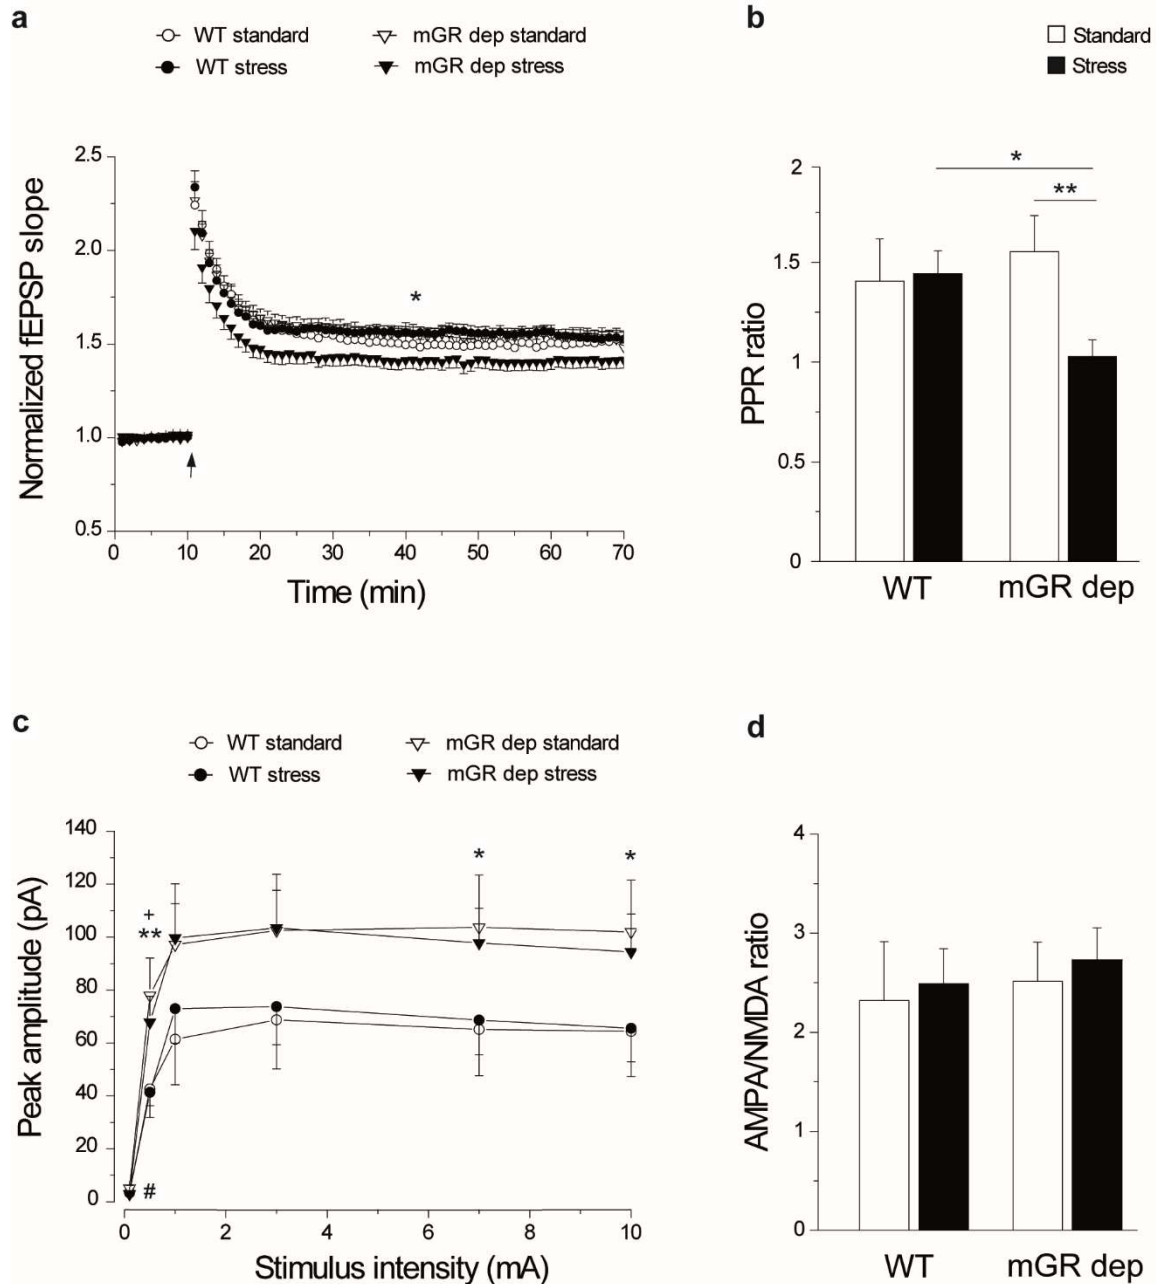 a
WT standard
mGR dep standard
WT stress
mGR dep stress
2.5
2.0
1.5
1.0
0.5
Normalized fEPSP slope
*
0
10
20
30
40
50
60
70
Time (min)
b
Standard
Stress
2
1.5
1
0.5
0
PPR ratio
*
**
WT
mGR dep
c
WT standard
mGR dep standard
WT stress
mGR dep stress
140
120
100
80
60
40
20
0
Peak amplitude (pA)
+
**
*
*
#
0
2
4
6
8
10
Stimulus intensity (mA)
d
4
3
2
1
0
AMPA/NMDA ratio
WT
mGR dep